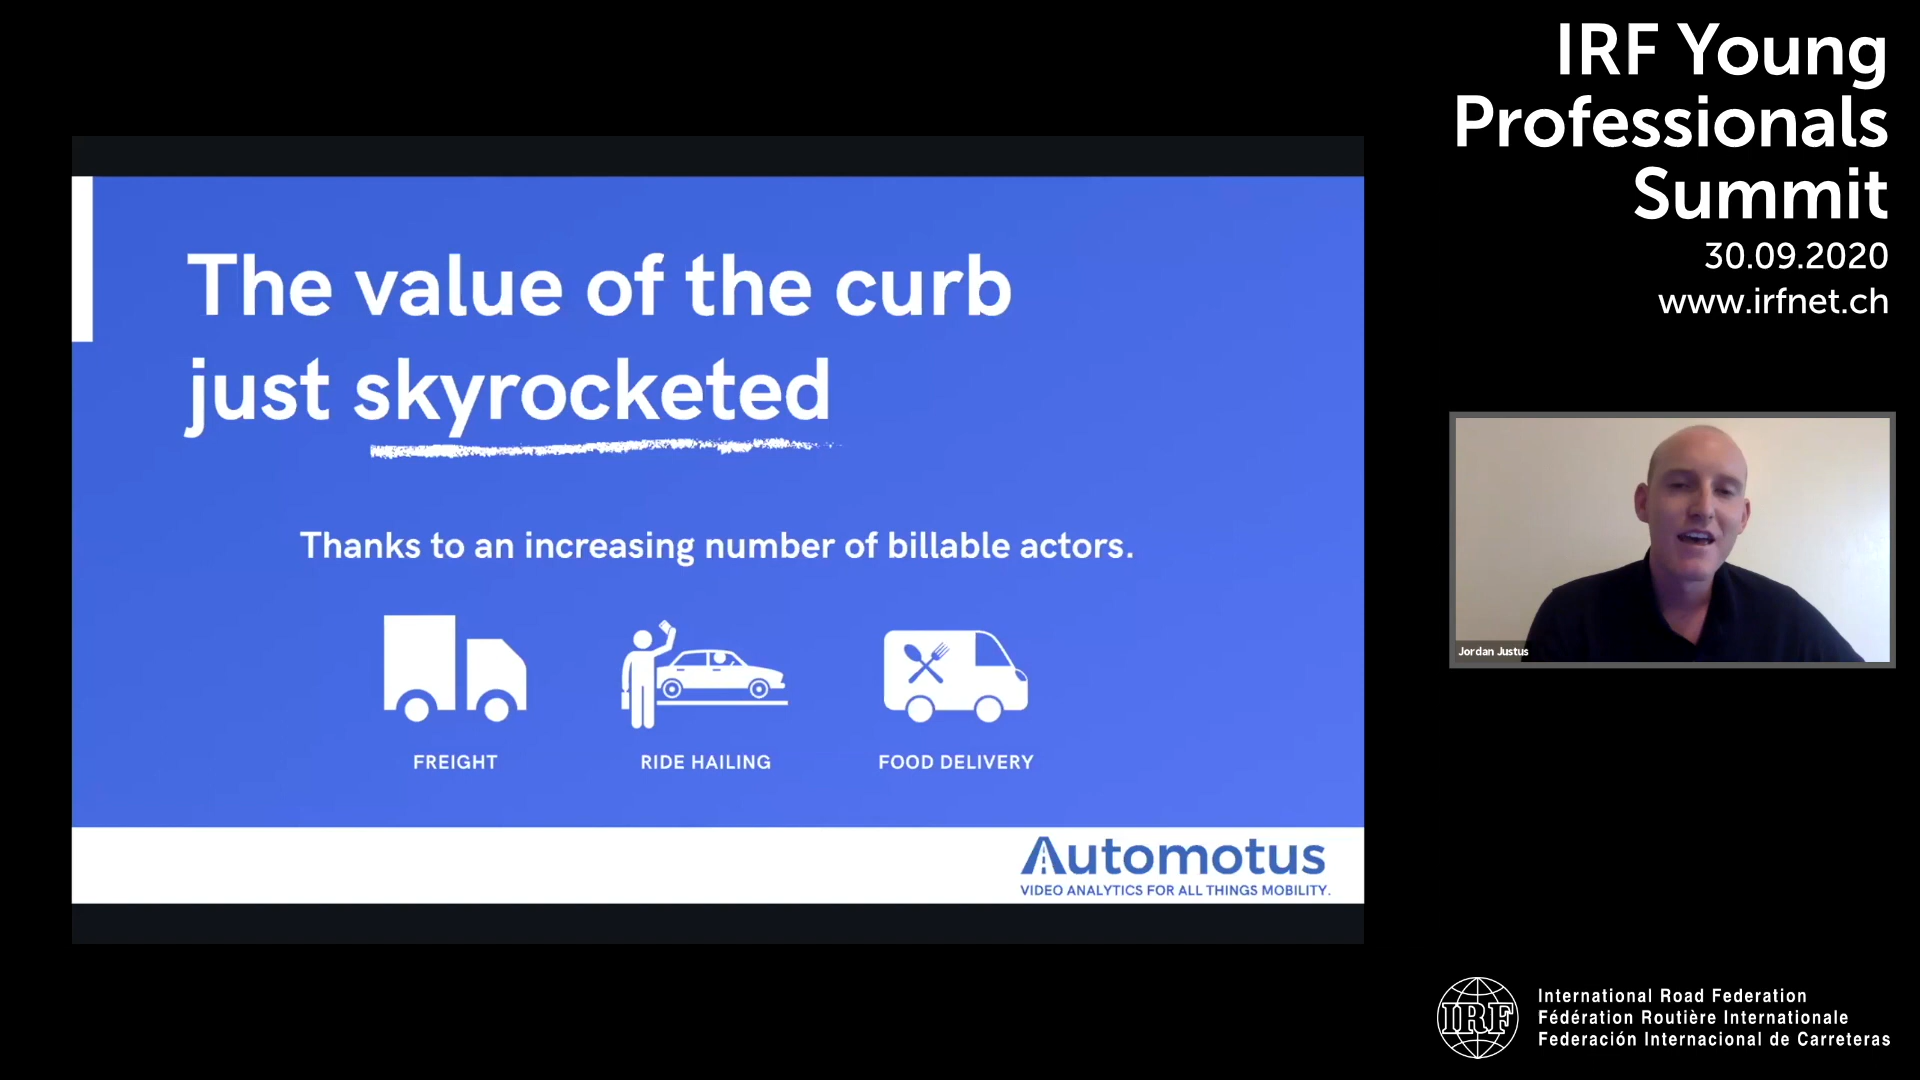 IRF Young
Professionals
Summit
30.09.2020
www.irfnet.ch
The value of the curb
just skyrocketed
Thanks to an increasing number of billable actors.
FREIGHT
RIDE HAILING
FOOD DELIVERY
Automotus
VIDEO ANALYTICS FOR ALL THINGS MOBILITY.
Jordan Justus
IRF
International Road Federation
Fédération Routière Internationale
Federación Internacional de Carreteras